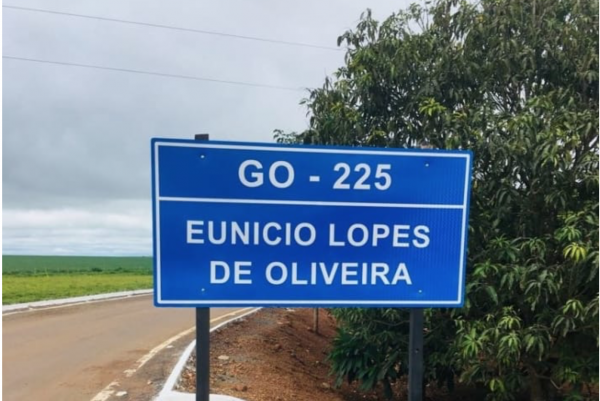 GO - 225
EUNICIO LOPES
DE OLIVEIRA